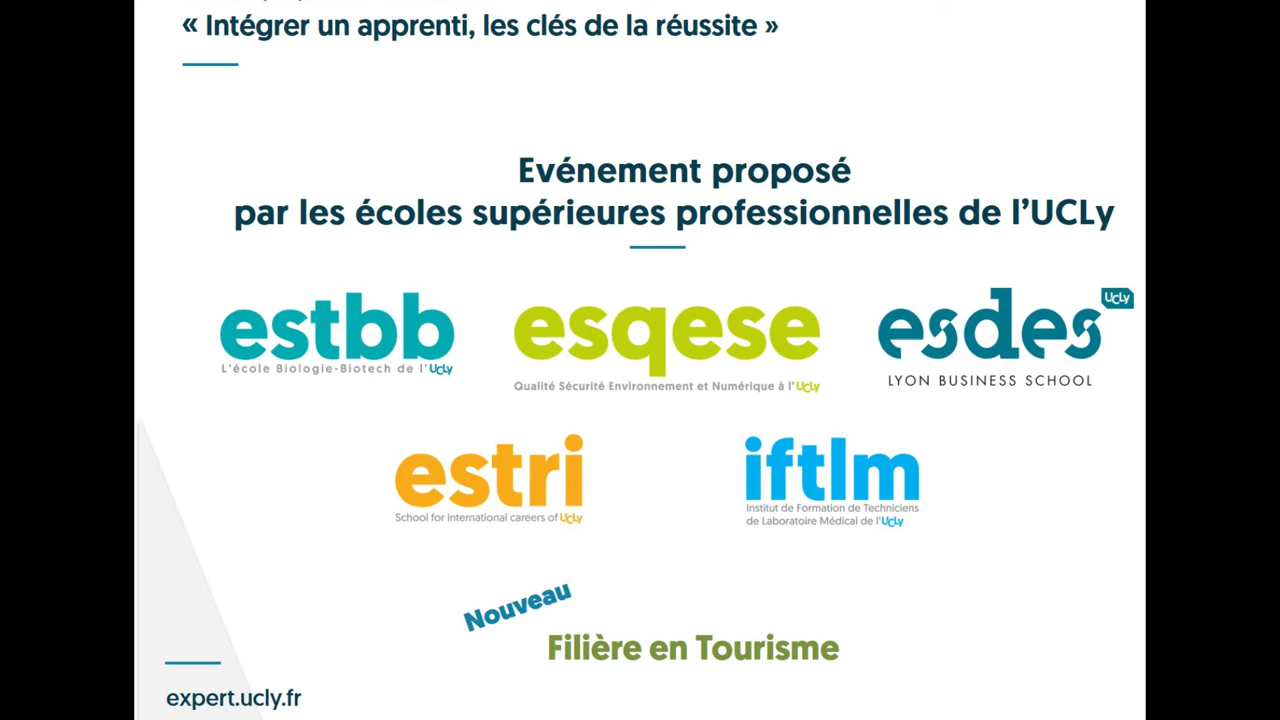 « Intégrer un apprenti, les clés de la réussite »
Evénement proposé
par les écoles supérieures professionnelles de l’UCLy
estbb
L'école Biologie-Biotech de l'UCLy
esqese
Qualité Sécurité Environnement et Numérique à l'UCLy
esdes UCLy
LYON BUSINESS SCHOOL
estri
School for international careers of UCLy
iftlm
Institut de Formation de Techniciens
de Laboratoire Médical de l'UCLy
Nouveau
Filière en Tourisme
expert.ucly.fr